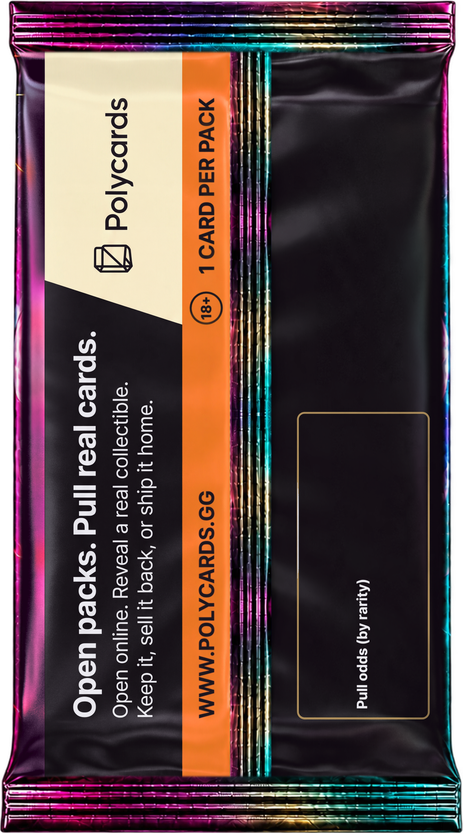 Polycards
Open packs. Pull real cards.
Open online. Reveal a real collectible.
Keep it, sell it back, or ship it home.
WWW.POLYCARDS.GG
18+
1 CARD PER PACK
Pull odds (by rarity)